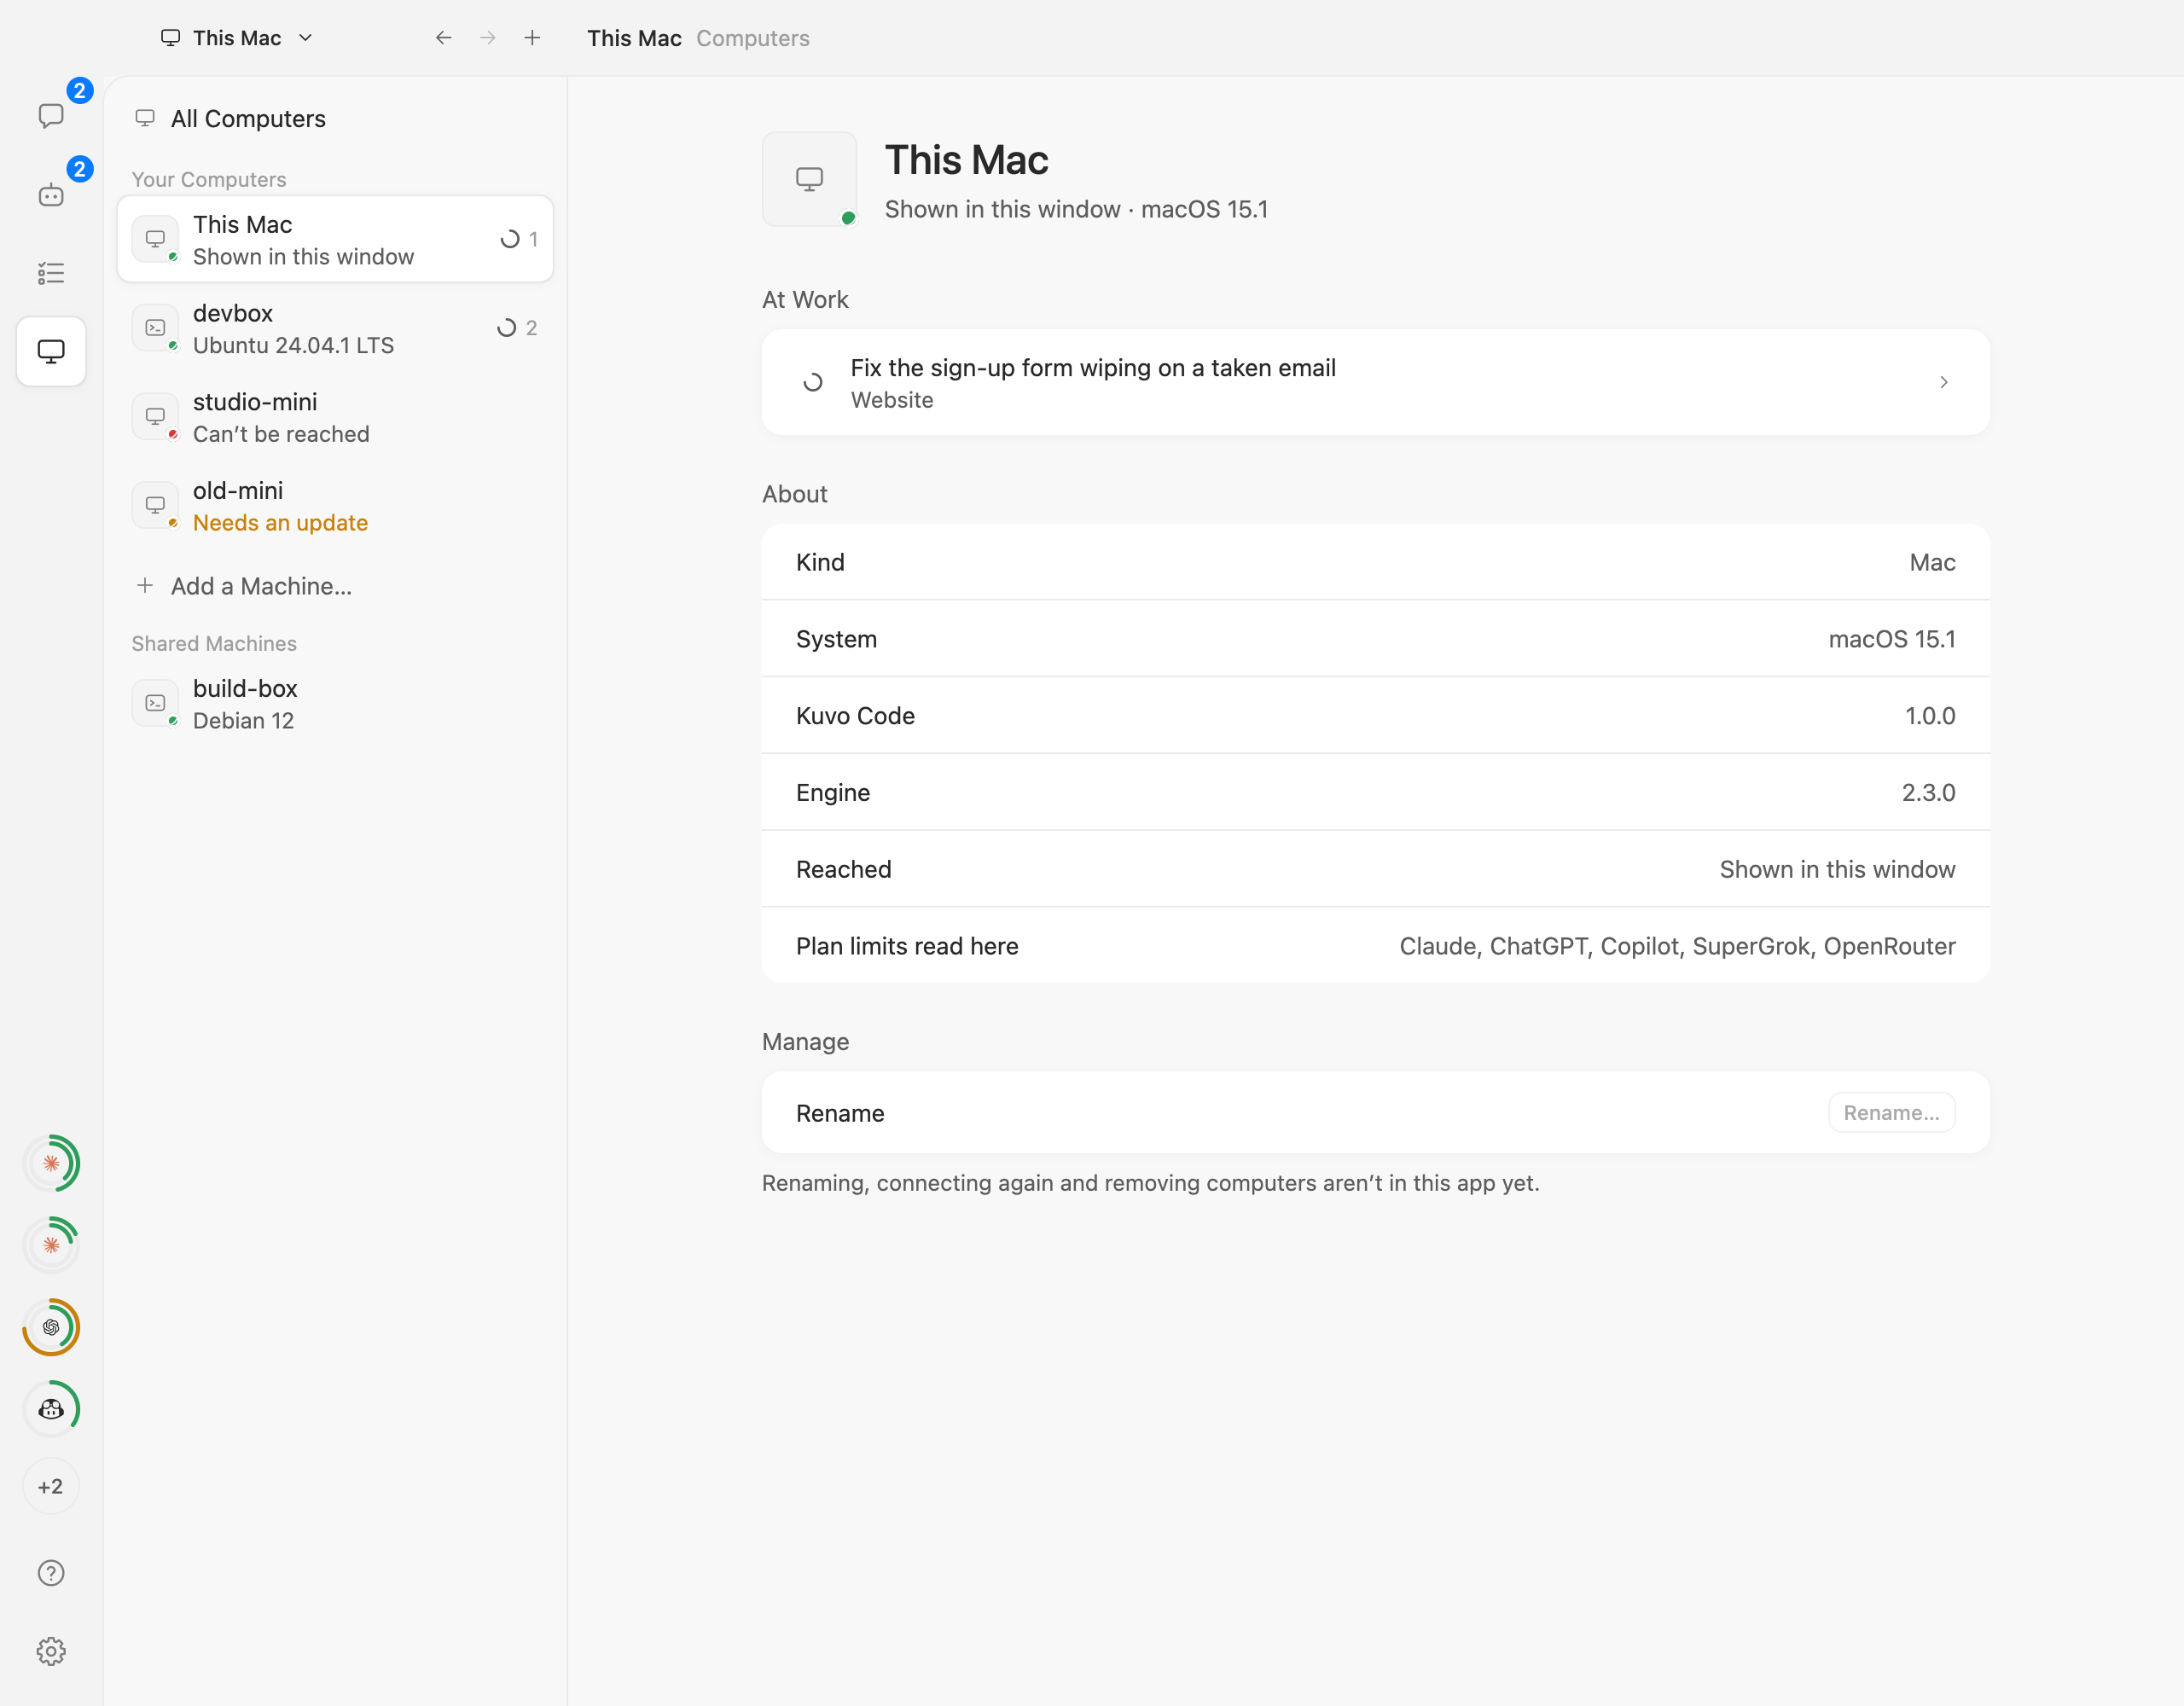 This Mac
This Mac Computers
2
2
All Computers
Your Computers
This Mac
Shown in this window
1
devbox
Ubuntu 24.04.1 LTS
2
studio-mini
Can’t be reached
old-mini
Needs an update
Add a Machine…
Shared Machines
build-box
Debian 12
+2
This Mac
Shown in this window · macOS 15.1
At Work
Fix the sign-up form wiping on a taken email
Website
About
Kind Mac
System macOS 15.1
Kuvo Code 1.0.0
Engine 2.3.0
Reached Shown in this window
Plan limits read here Claude, ChatGPT, Copilot, SuperGrok, OpenRouter
Manage
Rename Rename…
Renaming, connecting again and removing computers aren’t in this app yet.